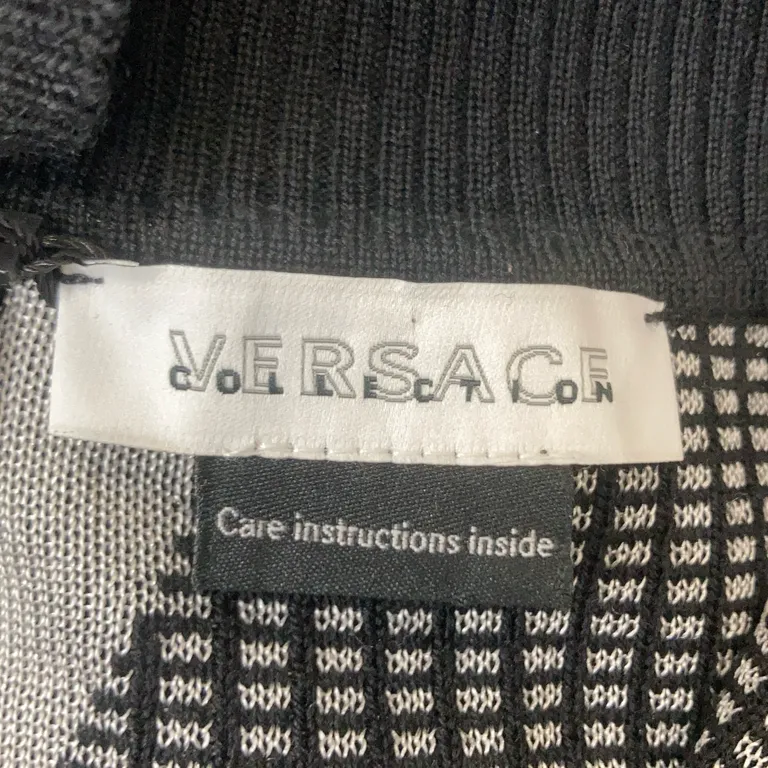 VERSACE
COLLECTION
Care instructions inside